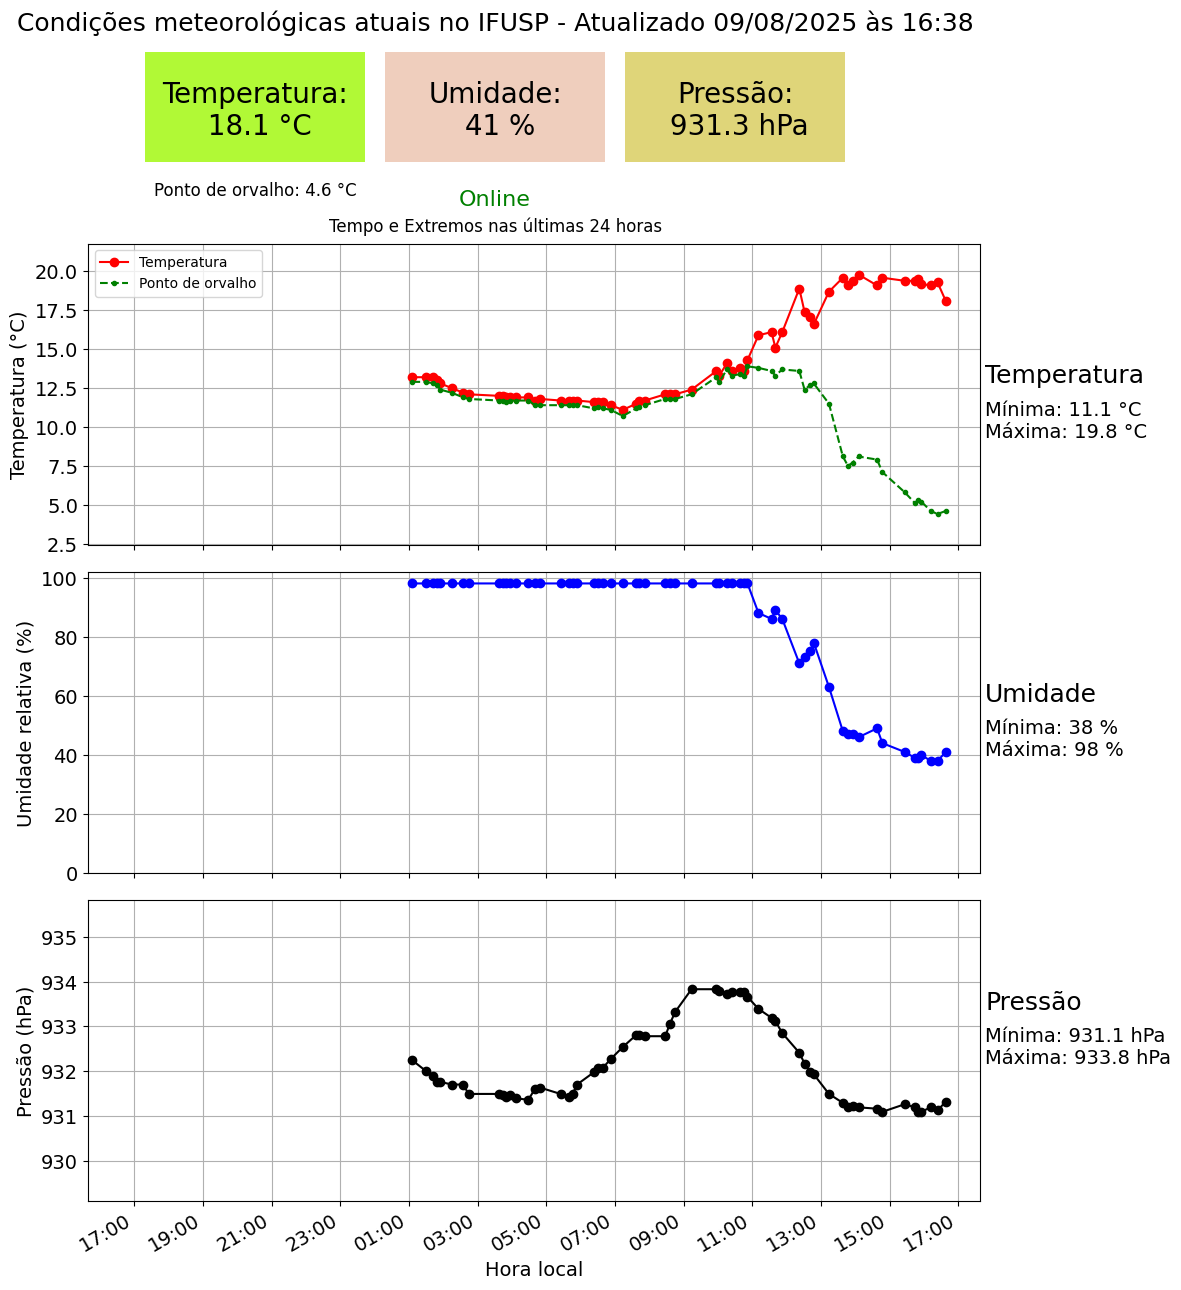 Condições meteorológicas atuais no IFUSP - Atualizado 09/08/2025 às 16:38
Temperatura:
18.1 °C
Umidade:
41 %
Pressão:
931.3 hPa
Ponto de orvalho: 4.6 °C
Online
Tempo e Extremos nas últimas 24 horas
Temperatura
Ponto de orvalho
Temperatura (°C)
20.0
17.5
15.0
12.5
10.0
7.5
5.0
2.5
Temperatura
Mínima: 11.1 °C
Máxima: 19.8 °C
Umidade relativa (%)
100
80
60
40
20
0
Umidade
Mínima: 38 %
Máxima: 98 %
Pressão (hPa)
935
934
933
932
931
930
Pressão
Mínima: 931.1 hPa
Máxima: 933.8 hPa
17:00 19:00 21:00 23:00 01:00 03:00 05:00 07:00 09:00 11:00 13:00 15:00 17:00
Hora local